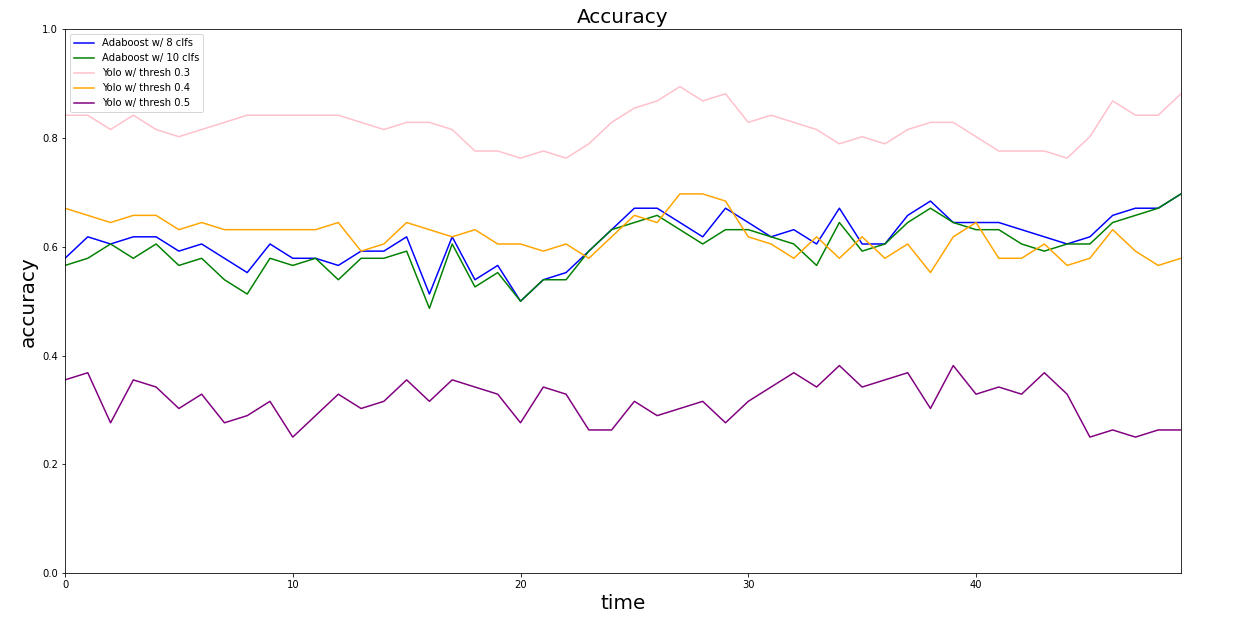 Accuracy
1.0
0.8
0.6
0.4
0.2
0.0
accuracy
Adaboost w/ 8 clfs
Adaboost w/ 10 clfs
Yolo w/ thresh 0.3
Yolo w/ thresh 0.4
Yolo w/ thresh 0.5
0 10 20 30 40
time